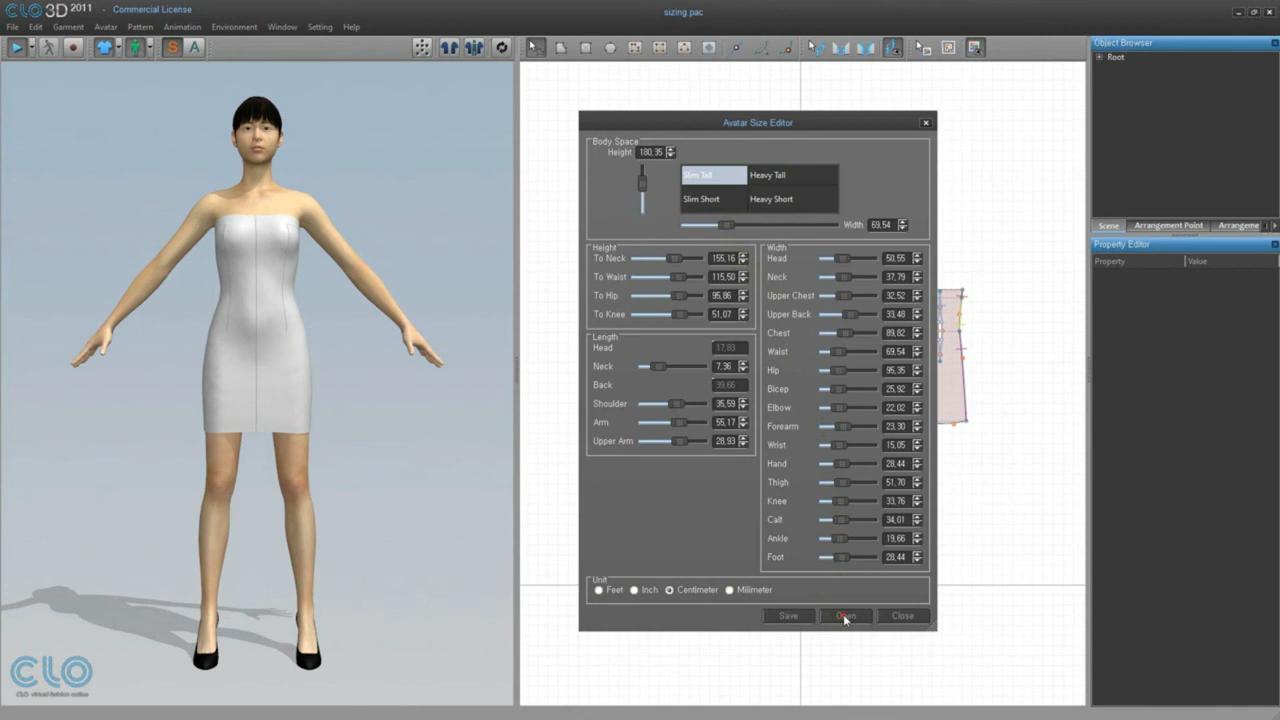 CLO3D 2011 · Commercial License
sizing pac
File Edit Garment Avatar Pattern Animation Environment Window Setting Help
S A
Object Browser
Root
Scene Arrangement Point Arrangeme
Property Editor
Property Value
Avatar Size Editor
Body Space
Height 180,35
Slim Tall Heavy Tall
Slim Short Heavy Short
Width 69,54
Height
To Neck 155,16
To Waist 115,50
To Hip 95,86
To Knee 51,07
Length
Head 17,83
Neck 7,36
Back 39,66
Shoulder 35,59
Arm 55,17
Upper Arm 28,93
Width
Head 50,55
Neck 37,79
Upper Chest 32,52
Upper Back 33,48
Chest 89,82
Waist 69,54
Hip 95,35
Bicep 25,92
Elbow 22,02
Forearm 23,30
Wrist 15,05
Hand 28,44
Thigh 51,70
Knee 33,76
Calf 34,01
Ankle 19,66
Foot 28,44
Unit
Feet Inch Centimeter Milimeter
Save Open Close
CLO
CLO virtual fashion online